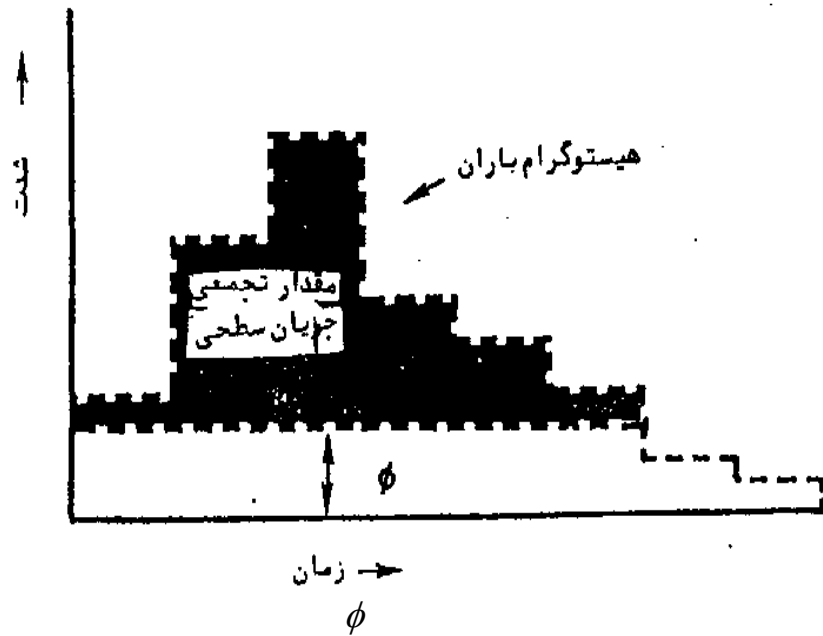 شدت
هیستوگرام باران
مقدار تجمعی
جریان سطحی
ϕ
زمان
ϕ